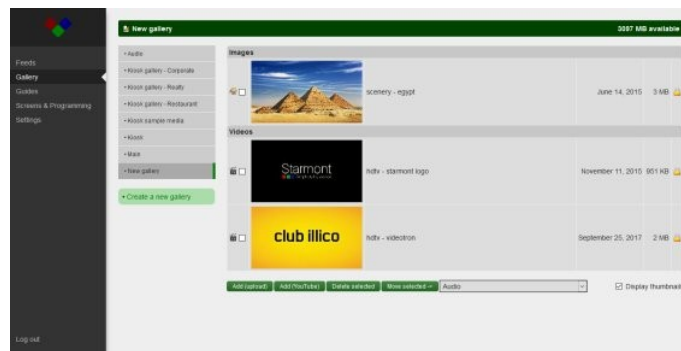 New gallery
3097 MB available
Feeds
Gallery
Guides
Screens & Programming
Settings
Log out
• Audio
• Kiosk gallery - Corporate
• Kiosk gallery - Realty
• Kiosk gallery - Restaurant
• Kiosk sample media
• Kiosk
• Main
• New gallery
• Create a new gallery
Images
scenery - egypt
June 14, 2015
3 MB
Videos
Starmont
hdtv - starmont logo
November 11, 2015
951 KB
club illico
hdtv - videotron
September 25, 2017
2 MB
Add (upload)
Add (YouTube)
Delete selected
Move selected ->
Audio
Display thumbnail